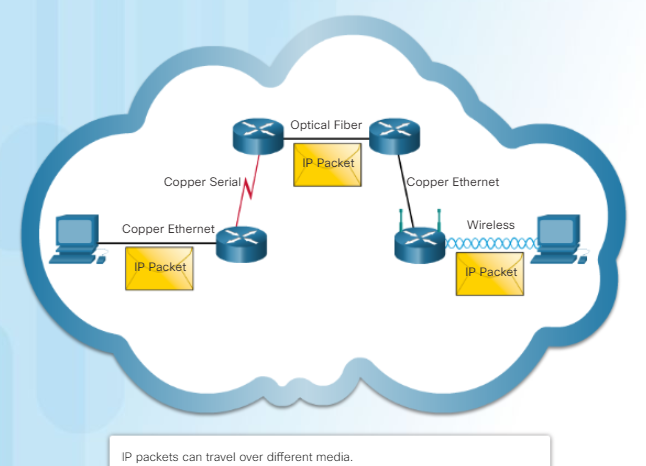 Optical Fiber
IP Packet
Copper Serial
Copper Ethernet
Copper Ethernet
IP Packet
Wireless
IP Packet
IP packets can travel over different media.